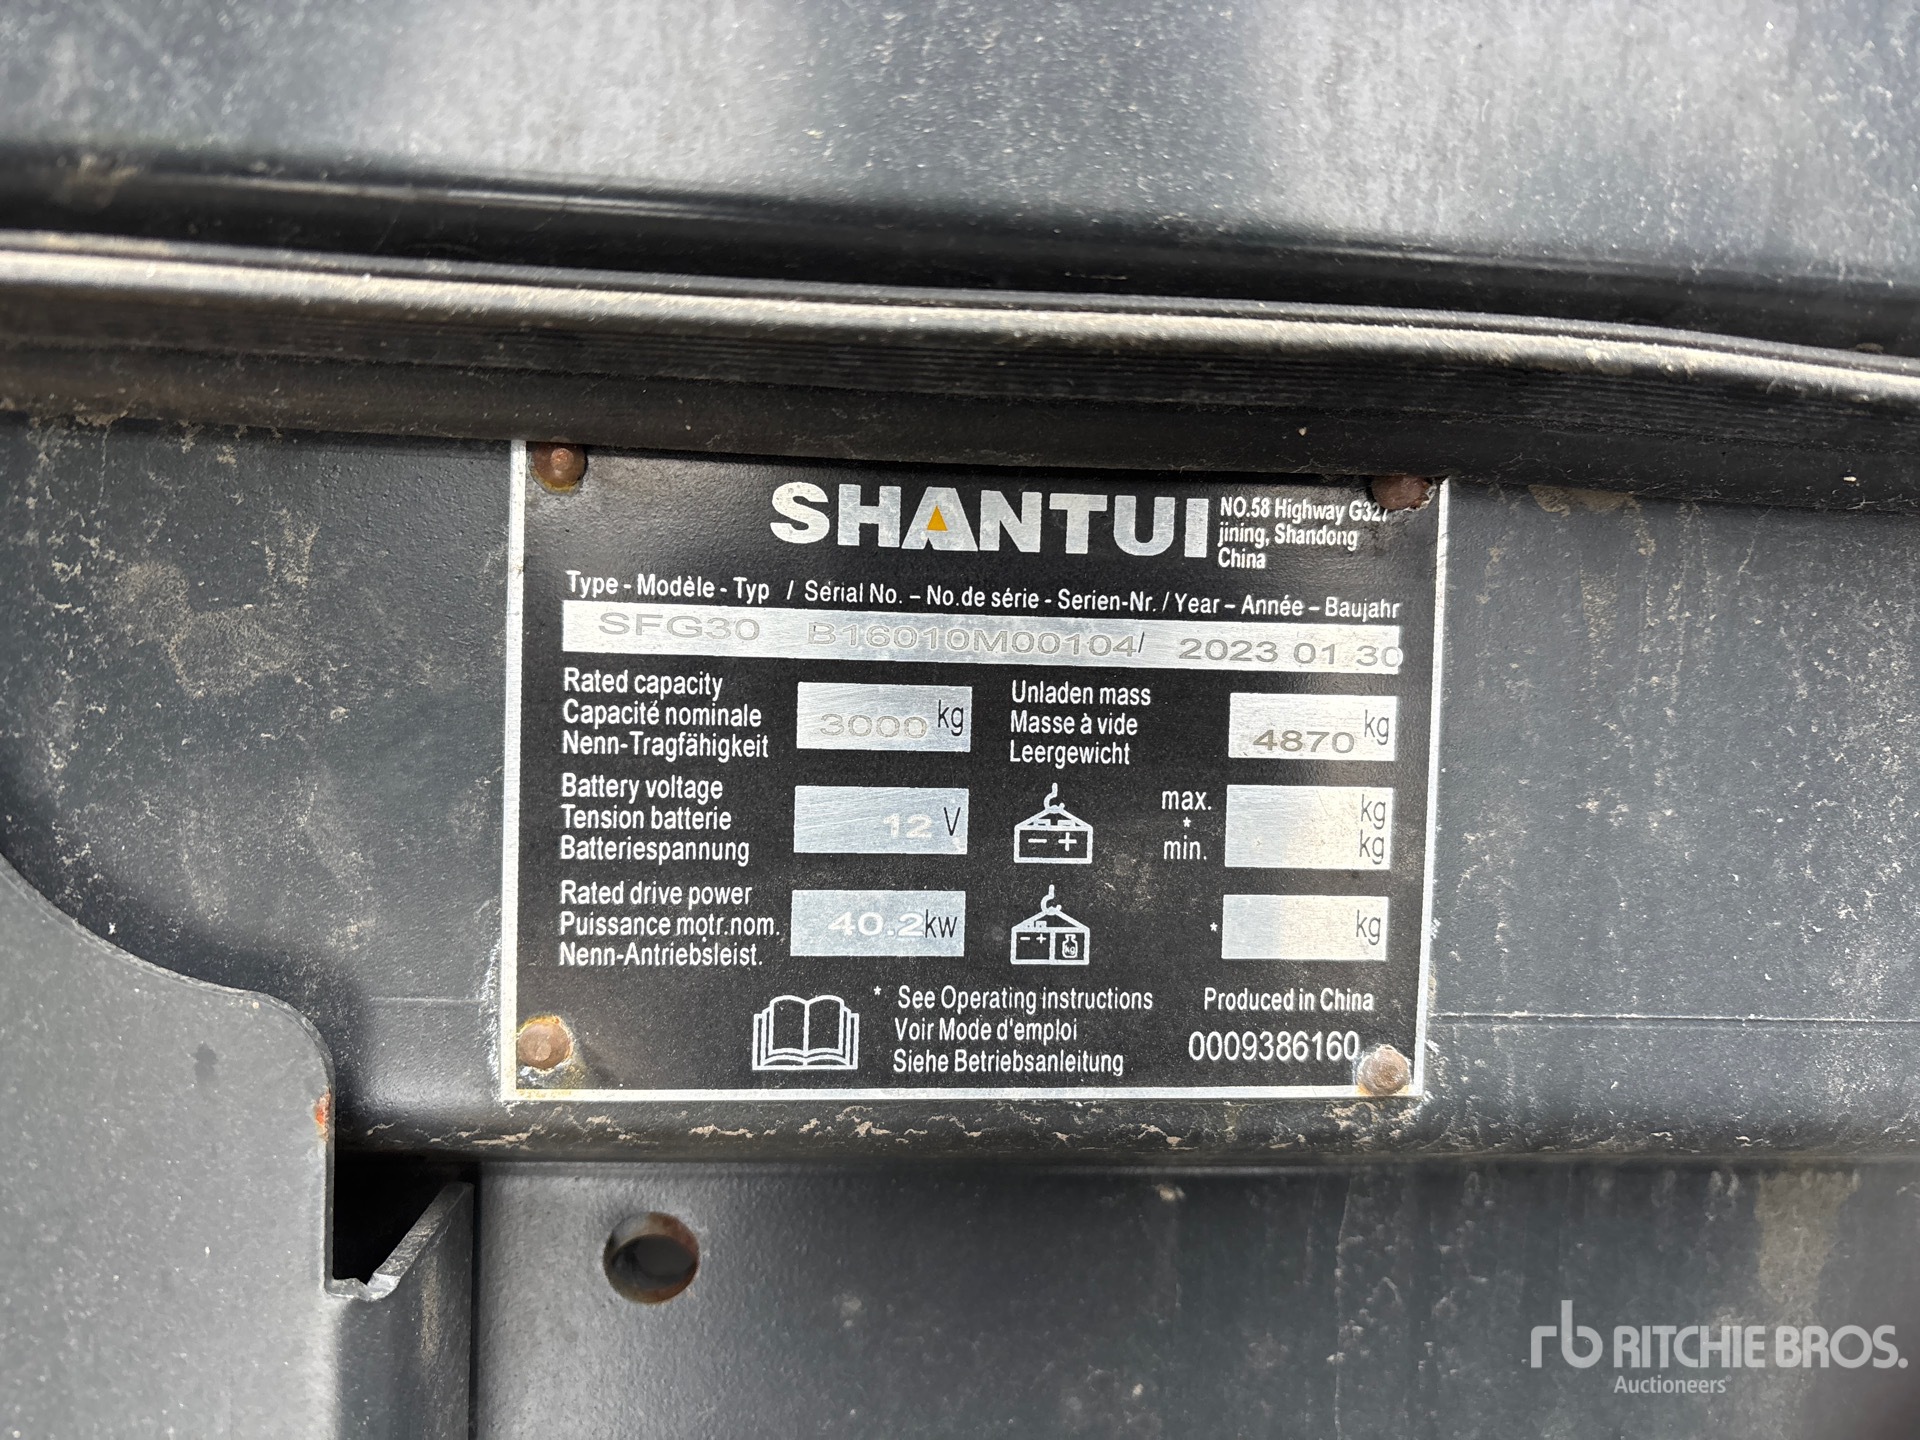 SHANTUI
NO.58 Highway G327
jining, Shandong
China
Type - Modèle - Typ / Serial No. – No.de série - Serien-Nr. / Year – Année – Baujahr
SFG30 B16010M00104/ 2023 01 30
Rated capacity
Capacité nominale
Nenn-Tragfähigkeit
3000 kg
Unladen mass
Masse à vide
Leergewicht
4870 kg
Battery voltage
Tension batterie
Batteriespannung
12 V
- +
max.
*
min.
kg
kg
Rated drive power
Puissance motr.nom.
Nenn-Antriebsleist.
40.2 kw
- + kg
* kg
* See Operating instructions
Voir Mode d'emploi
Siehe Betriebsanleitung
Produced in China
0009386160
rb RITCHIE BROS.
Auctioneers